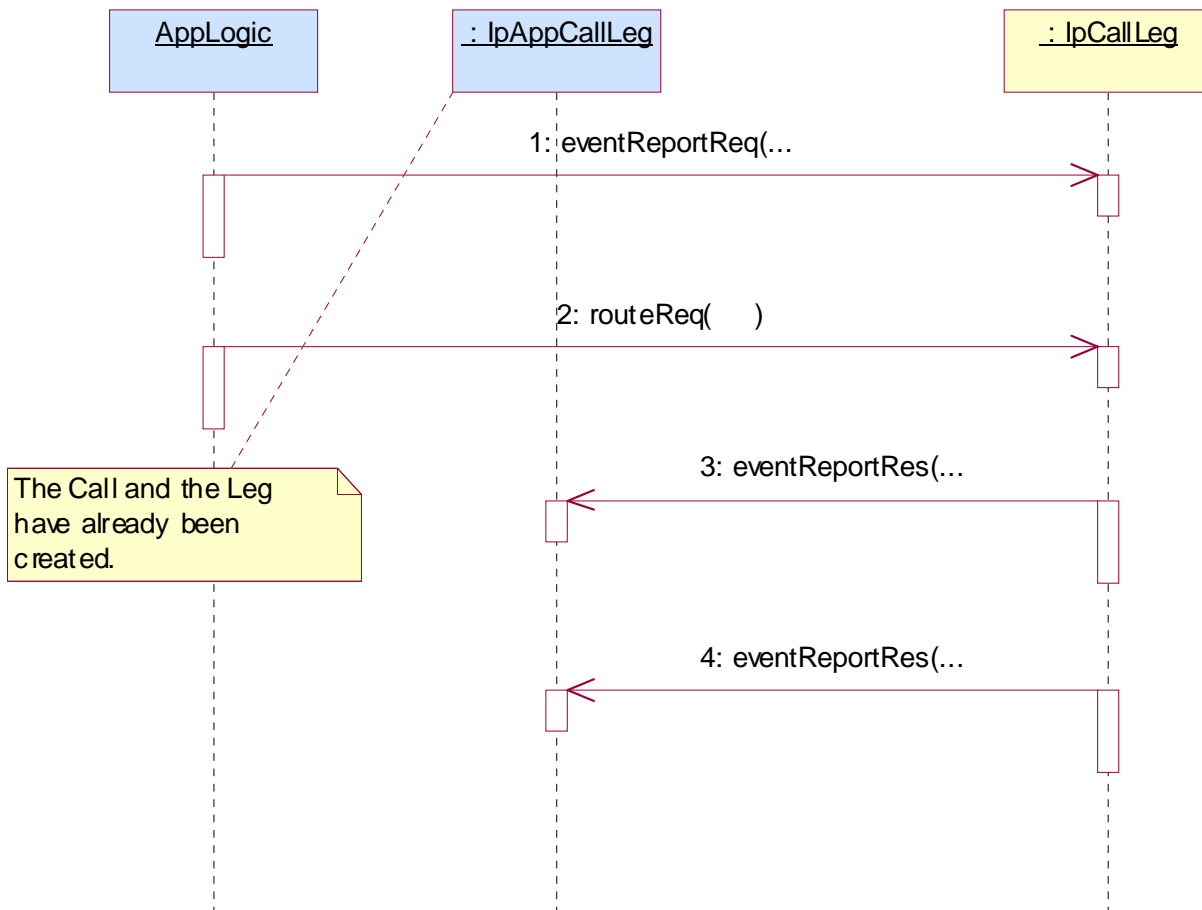 AppLogic
: IpAppCallLeg
: IpCallLeg
1: eventReportReq(...
2: routeReq( )
3: eventReportRes(...
The Call and the Leg
have already been
created.
4: eventReportRes(...